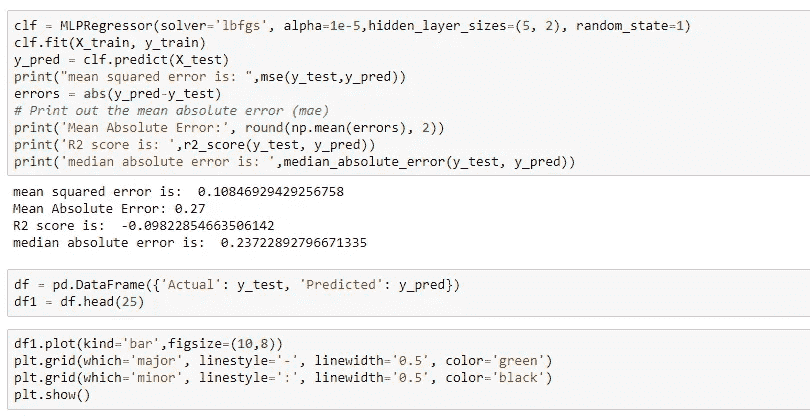 clf = MLPRegressor(solver='lbfgs', alpha=1e-5,hidden_layer_sizes=(5, 2), random_state=1)
clf.fit(X_train, y_train)
y_pred = clf.predict(X_test)
print("mean squared error is: ",mse(y_test,y_pred))
errors = abs(y_pred-y_test)
# Print out the mean absolute error (mae)
print('Mean Absolute Error:', round(np.mean(errors), 2))
print('R2 score is: ',r2_score(y_test, y_pred))
print('median absolute error is: ',median_absolute_error(y_test, y_pred))
mean squared error is:  0.10846929429256758
Mean Absolute Error: 0.27
R2 score is:  -0.09822854663506142
median absolute error is:  0.23722892796671335
df = pd.DataFrame({'Actual': y_test, 'Predicted': y_pred})
df1 = df.head(25)
df1.plot(kind='bar',figsize=(10,8))
plt.grid(which='major', linestyle='-', linewidth='0.5', color='green')
plt.grid(which='minor', linestyle=':', linewidth='0.5', color='black')
plt.show()